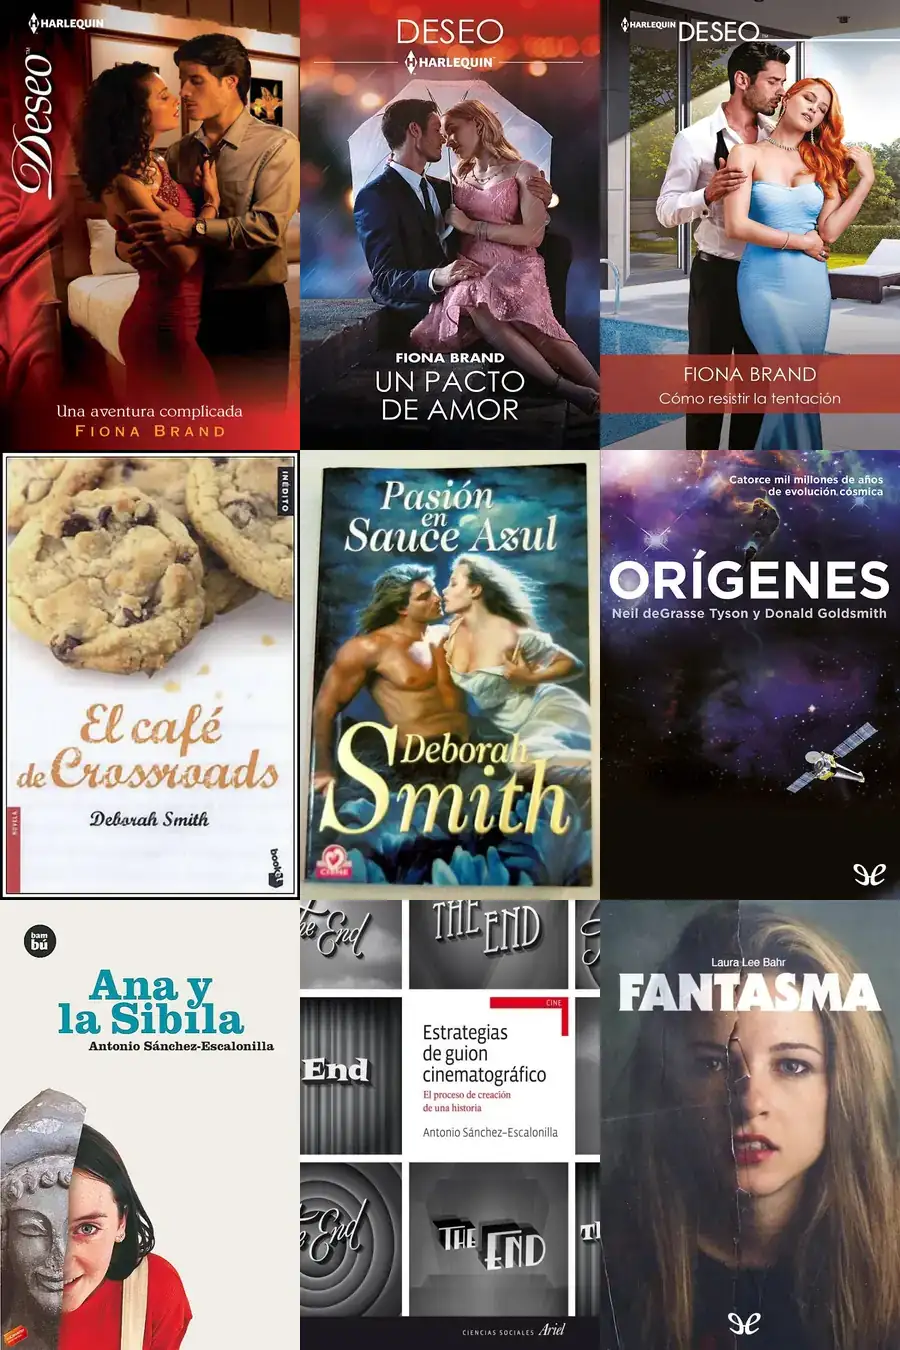 HARLEQUIN
Deseo
Una aventura complicada
FIONA BRAND
DESEO
HARLEQUIN
FIONA BRAND
UN PACTO
DE AMOR
HARLEQUIN
DESEO
FIONA BRAND
Cómo resistir la tentación
INÉDITO
El café
de Crossroads
Deborah Smith
NOVELA
booket
Pasión
en
Sauce Azul
Deborah
Smith
CISNE
Catorce mil millones de años
de evolución cósmica
ORÍGENES
Neil deGrasse Tyson y Donald Goldsmith
bam
bú
Ana y
la Sibila
Antonio Sánchez-Escalonilla
The End
THE END
End
CINE
Estrategias
de guion
cinematográfico
El proceso de creación
de una historia
Antonio Sánchez-Escalonilla
End
THE END
CIENCIAS SOCIALES Ariel
Laura Lee Bahr
FANTASMA